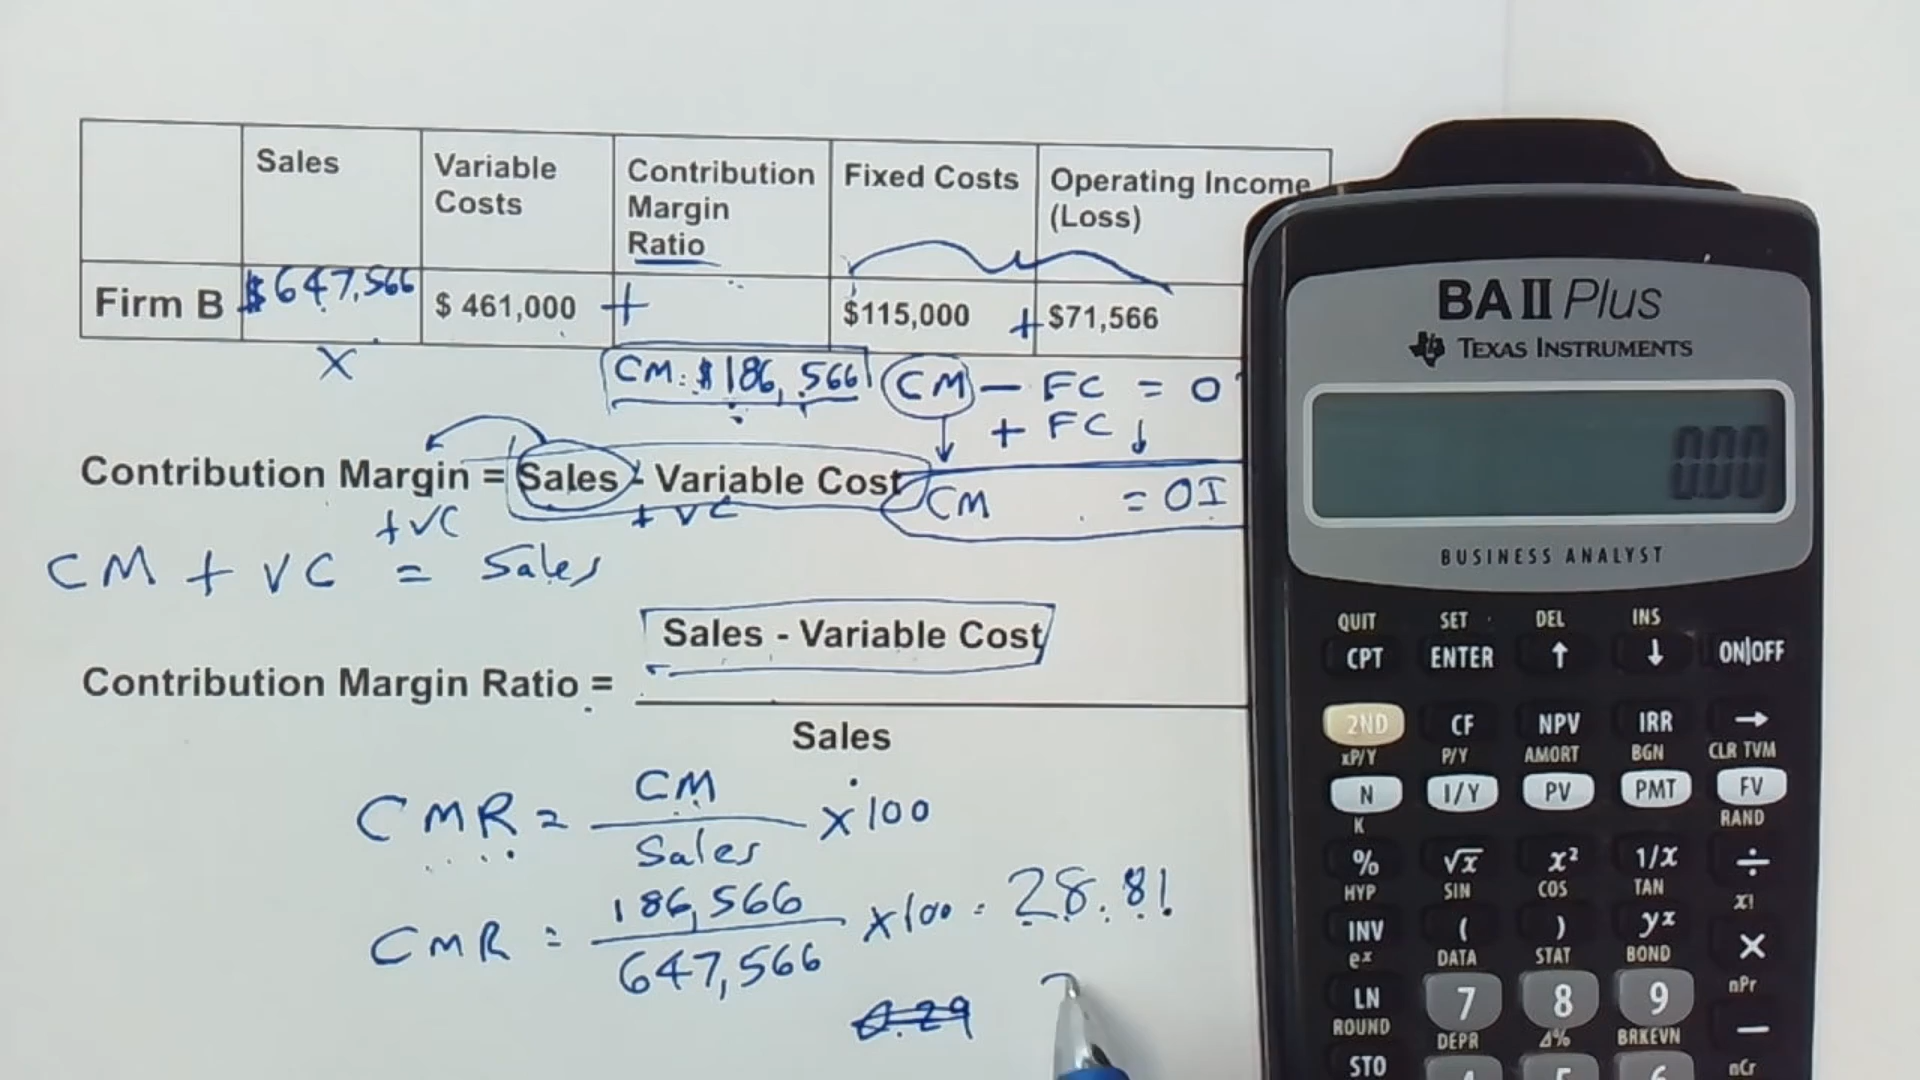 Sales
Variable Costs
Contribution Margin Ratio
Fixed Costs
Operating Income (Loss)
Firm B $647,566 $ 461,000 + $115,000 + $71,566
X
CM: $186,566
CM - FC = O
+ FC
Contribution Margin = Sales - Variable Cost
+VC + VC
CM = OI
CM + VC = Sales
Sales - Variable Cost
Contribution Margin Ratio =
Sales
CMR = CM / Sales x 100
CMR = 186,566 / 647,566 x 100 = 28.81
0.29
BA II Plus
TEXAS INSTRUMENTS
0.00
BUSINESS ANALYST
QUIT SET DEL INS
CPT ENTER ↑ ↓ ON|OFF
2ND CF NPV IRR →
xP/Y P/Y AMORT BGN CLR TVM
N I/Y PV PMT FV
K RAND
% √x x² 1/x ÷
HYP SIN COS TAN x!
INV ( ) yx ×
ex DATA STAT BOND nPr
LN 7 8 9 −
ROUND DEPR Δ% BRKEVN nCr
STO 4 5 6